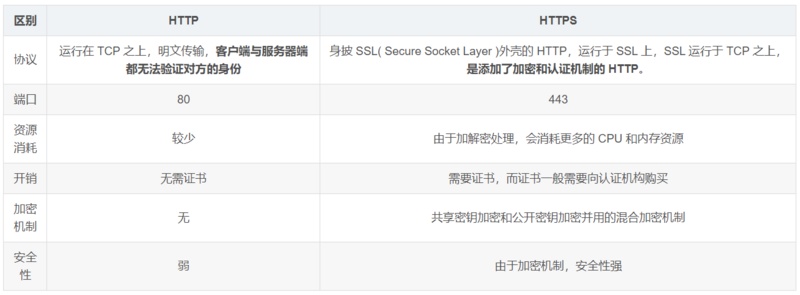 区别 HTTP HTTPS
协议 运行在 TCP 之上，明文传输，客户端与服务器端 身披 SSL( Secure Socket Layer )外壳的 HTTP，运行于 SSL 上，SSL 运行于 TCP 之上，
都无法验证对方的身份 是添加了加密和认证机制的 HTTP。
端口 80 443
资源
消耗 较少 由于加解密处理，会消耗更多的 CPU 和内存资源
开销 无需证书 需要证书，而证书一般需要向认证机构购买
加密
机制 无 共享密钥加密和公开密钥加密并用的混合加密机制
安全
性 弱 由于加密机制，安全性强